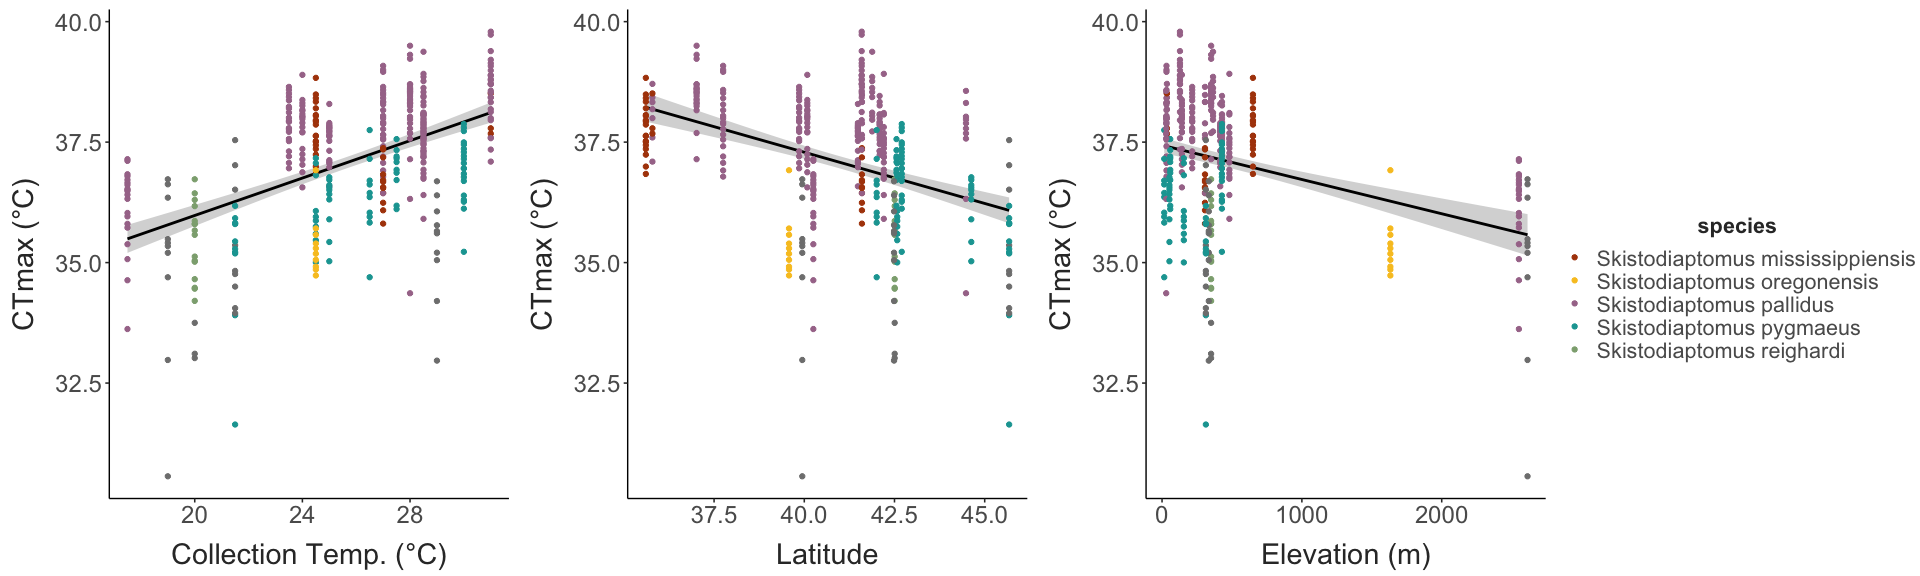 40.0
37.5
35.0
32.5
CTmax (°C)
20 24 28
Collection Temp. (°C)
40.0
37.5
35.0
32.5
CTmax (°C)
37.5 40.0 42.5 45.0
Latitude
40.0
37.5
35.0
32.5
CTmax (°C)
0 1000 2000
Elevation (m)
species
Skistodiaptomus mississippiensis
Skistodiaptomus oregonensis
Skistodiaptomus pallidus
Skistodiaptomus pygmaeus
Skistodiaptomus reighardi